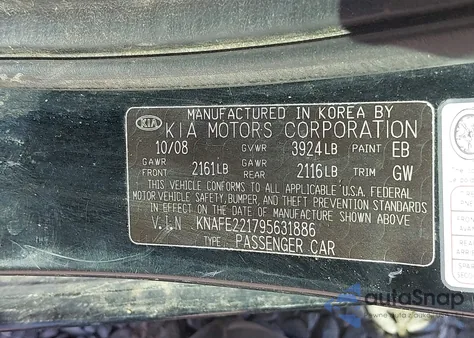 MANUFACTURED IN KOREA BY
KIA KIA MOTORS CORPORATION
10/08 GVWR 3924LB PAINT EB
GAWR FRONT 2161LB GAWR REAR 2116LB TRIM GW
THIS VEHICLE CONFORMS TO ALL APPLICABLE U.S.A. FEDERAL
MOTOR VEHICLE SAFETY, BUMPER, AND THEFT PREVENTION STANDARDS
IN EFFECT ON THE DATE OF MANUFACTURE SHOWN ABOVE
V.I.N KNAFE221795631886
TYPE: PASSENGER CAR
autoSnap